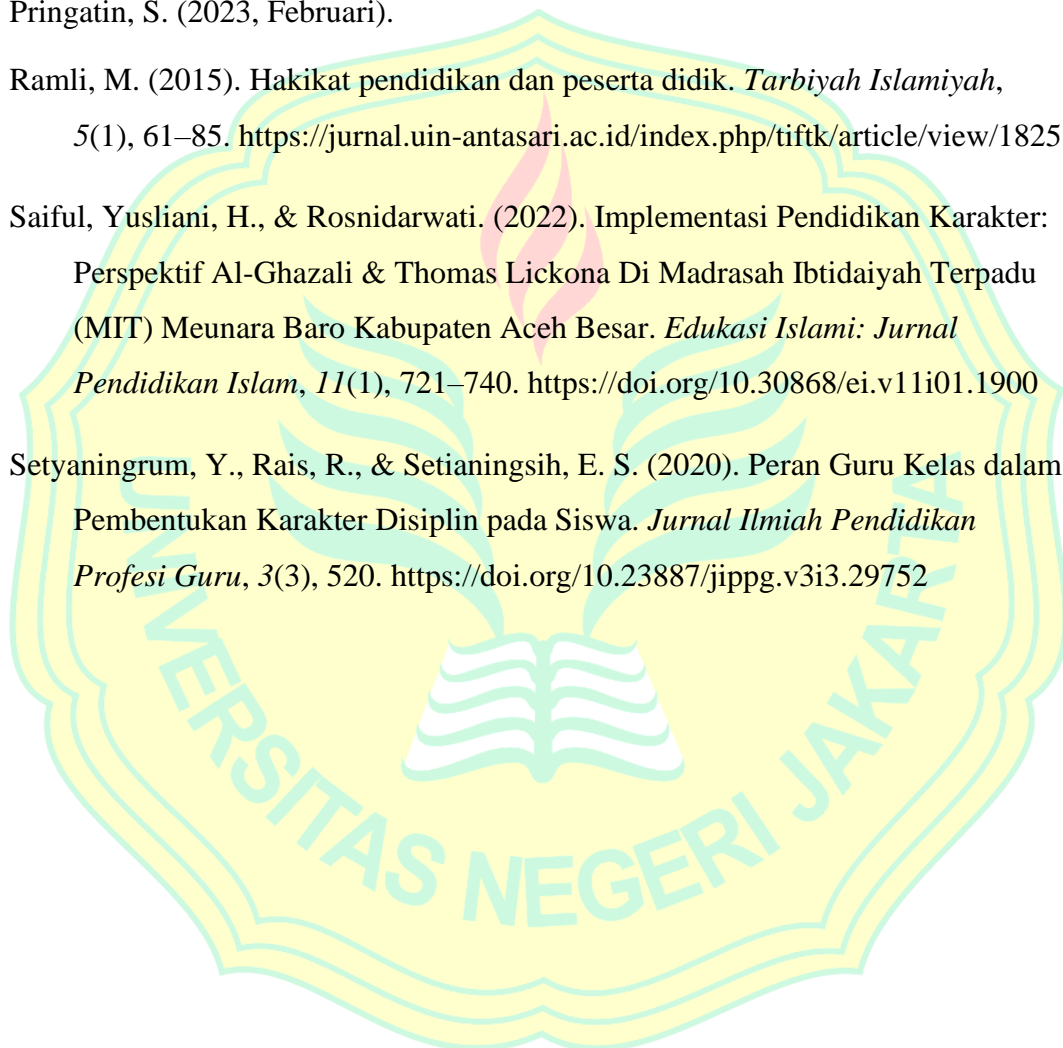 Pringatin, S. (2023, Februari).
Ramli, M. (2015). Hakikat pendidikan dan peserta didik. Tarbiyah Islamiyah,
5(1), 61–85. https://jurnal.uin-antasari.ac.id/index.php/tiftk/article/view/1825
Saiful, Yusliani, H., & Rosnidarwati. (2022). Implementasi Pendidikan Karakter:
Perspektif Al-Ghazali & Thomas Lickona Di Madrasah Ibtidaiyah Terpadu
(MIT) Meunara Baro Kabupaten Aceh Besar. Edukasi Islami: Jurnal
Pendidikan Islam, 11(1), 721–740. https://doi.org/10.30868/ei.v11i01.1900
Setyaningrum, Y., Rais, R., & Setianingsih, E. S. (2020). Peran Guru Kelas dalam
Pembentukan Karakter Disiplin pada Siswa. Jurnal Ilmiah Pendidikan
Profesi Guru, 3(3), 520. https://doi.org/10.23887/jippg.v3i3.29752
UNIVERSITAS NEGERI JAKARTA